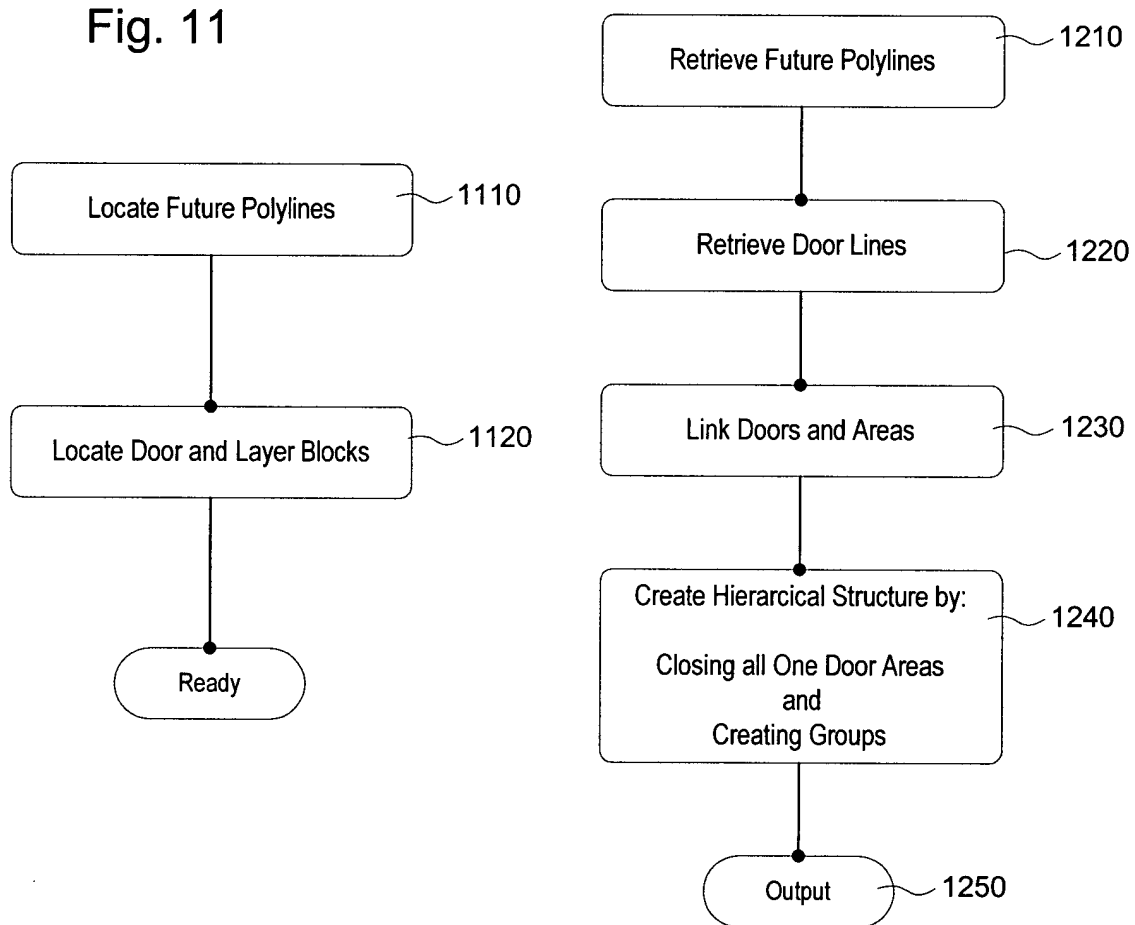 Fig. 11
Locate Future Polylines
1110
Locate Door and Layer Blocks
1120
Ready
Retrieve Future Polylines
1210
Retrieve Door Lines
1220
Link Doors and Areas
1230
Create Hierarcical Structure by:
1240
Closing all One Door Areas
and
Creating Groups
Output
1250